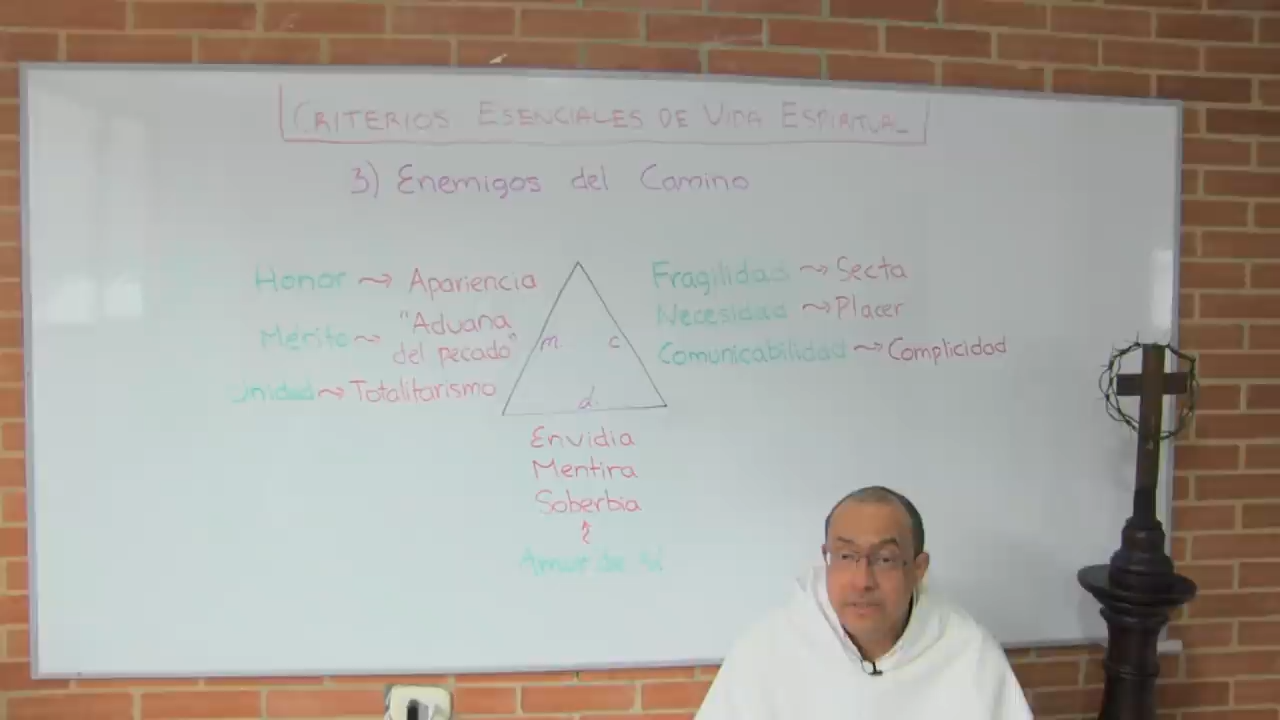 CRITERIOS ESENCIALES DE VIDA ESPIRITUAL
3) Enemigos del Camino
Honor ⇝ Apariencia
Mérito ⇝ "Aduana del pecado"
Unidad ⇝ Totalitarismo
m.
c
d.
Fragilidad ⇝ Secta
Necesidad ⇝ Placer
Comunicabilidad ⇝ Complicidad
Envidia
Mentira
Soberbia
Amor de sí